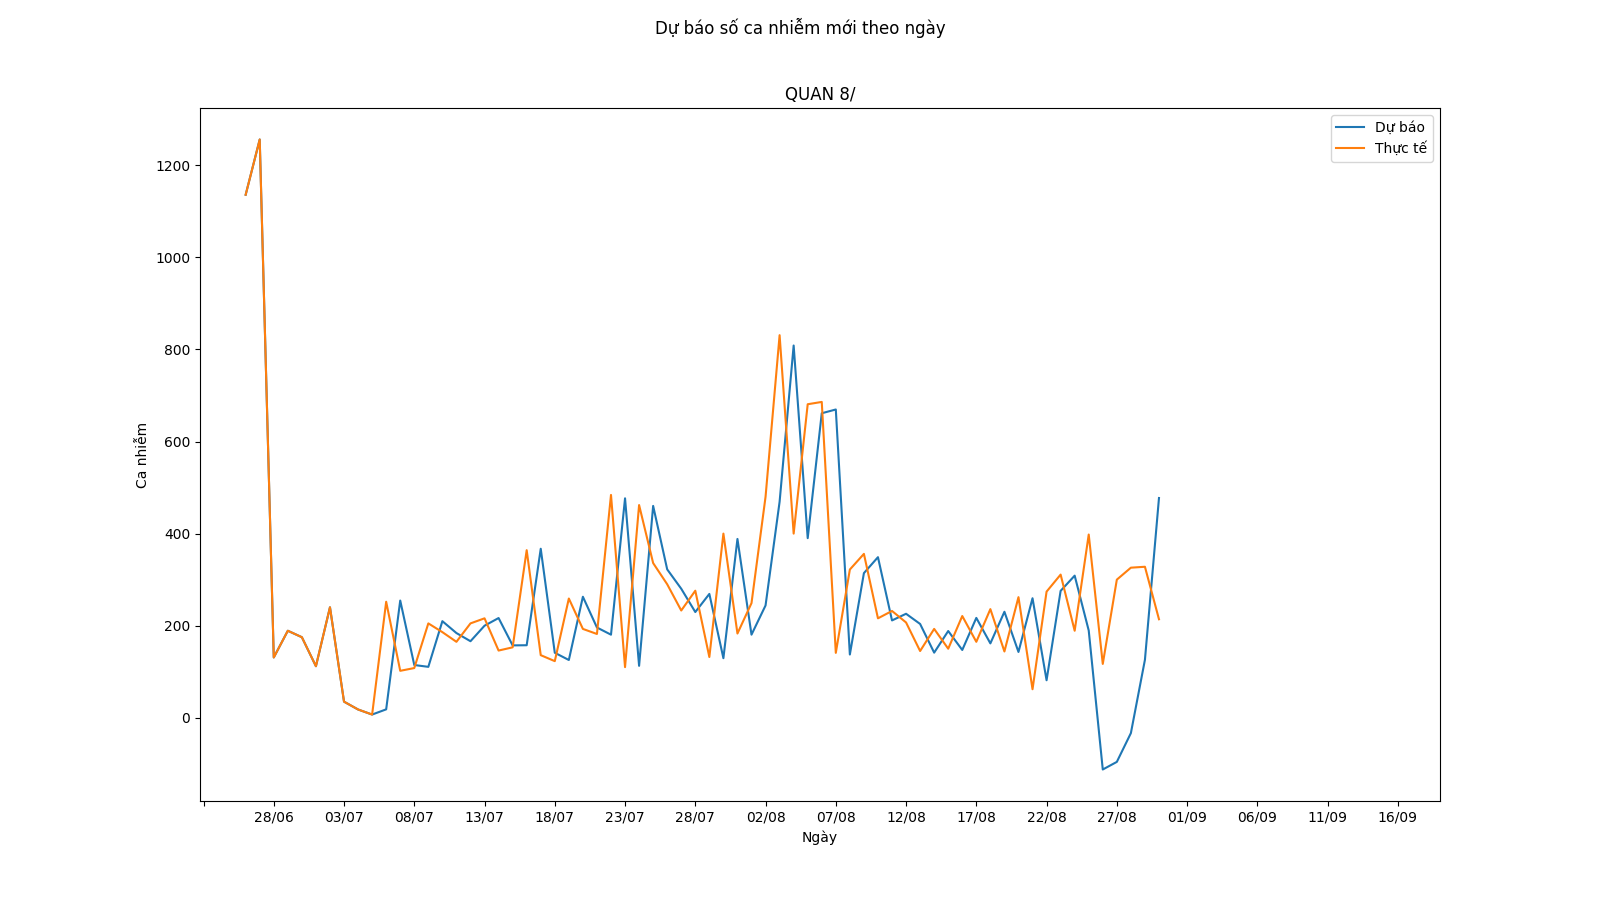 Dự báo số ca nhiễm mới theo ngày
QUAN 8/
Dự báo
Thực tế
1200
1000
800
600
400
200
0
Ca nhiễm
28/06 03/07 08/07 13/07 18/07 23/07 28/07 02/08 07/08 12/08 17/08 22/08 27/08 01/09 06/09 11/09 16/09
Ngày